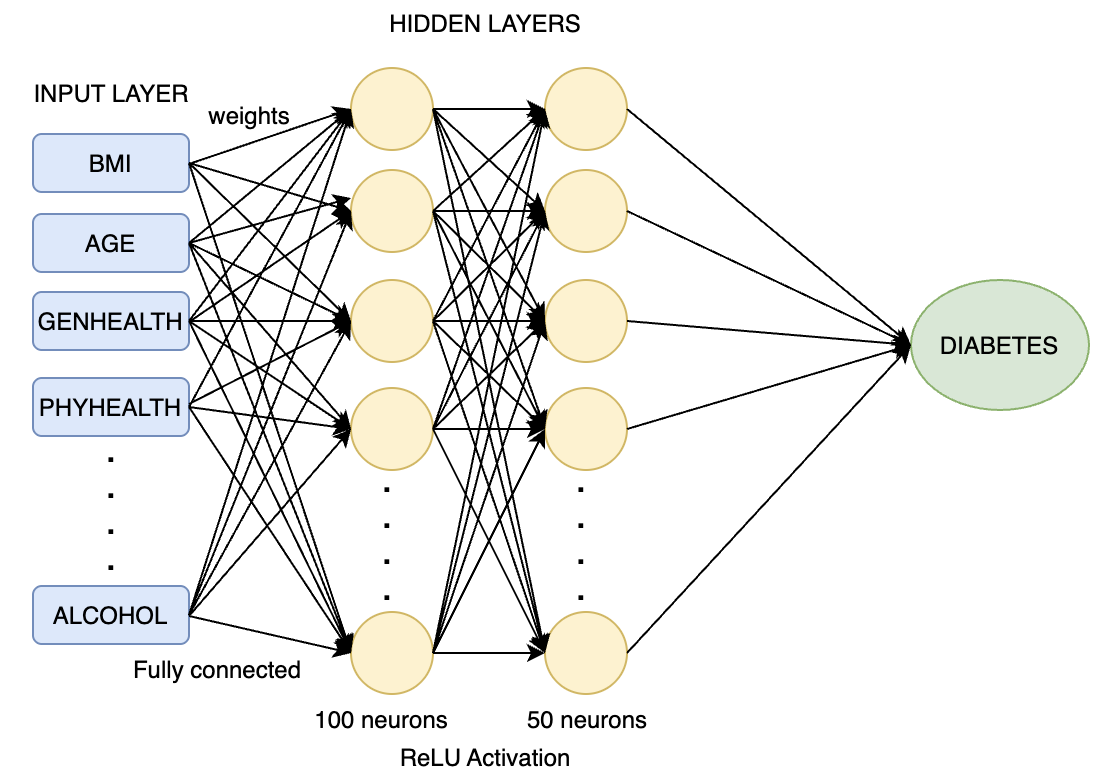 HIDDEN LAYERS
INPUT LAYER
weights
BMI
AGE
GENHEALTH
PHYHEALTH
ALCOHOL
DIABETES
Fully connected
100 neurons
50 neurons
ReLU Activation